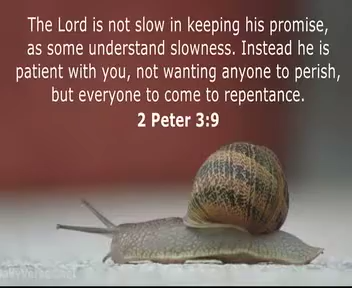 The Lord is not slow in keeping his promise,
as some understand slowness. Instead he is
patient with you, not wanting anyone to perish,
but everyone to come to repentance.
2 Peter 3:9